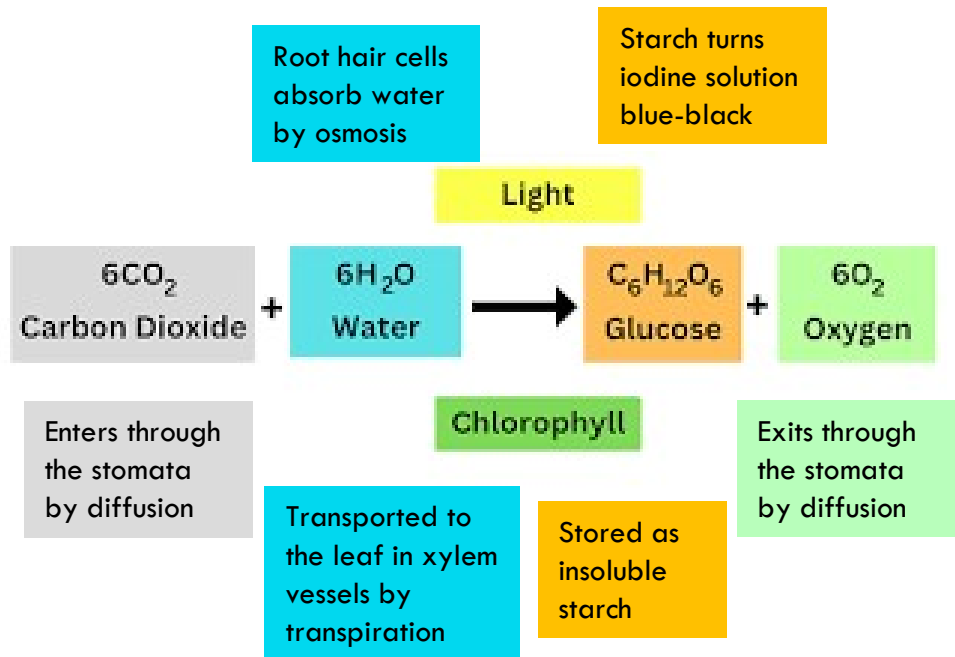 Root hair cells
absorb water
by osmosis
Starch turns
iodine solution
blue-black
Light
6CO₂
Carbon Dioxide
+
6H₂O
Water
C₆H₁₂O₆
Glucose
+
6O₂
Oxygen
Chlorophyll
Enters through
the stomata
by diffusion
Transported to
the leaf in xylem
vessels by
transpiration
Stored as
insoluble
starch
Exits through
the stomata
by diffusion